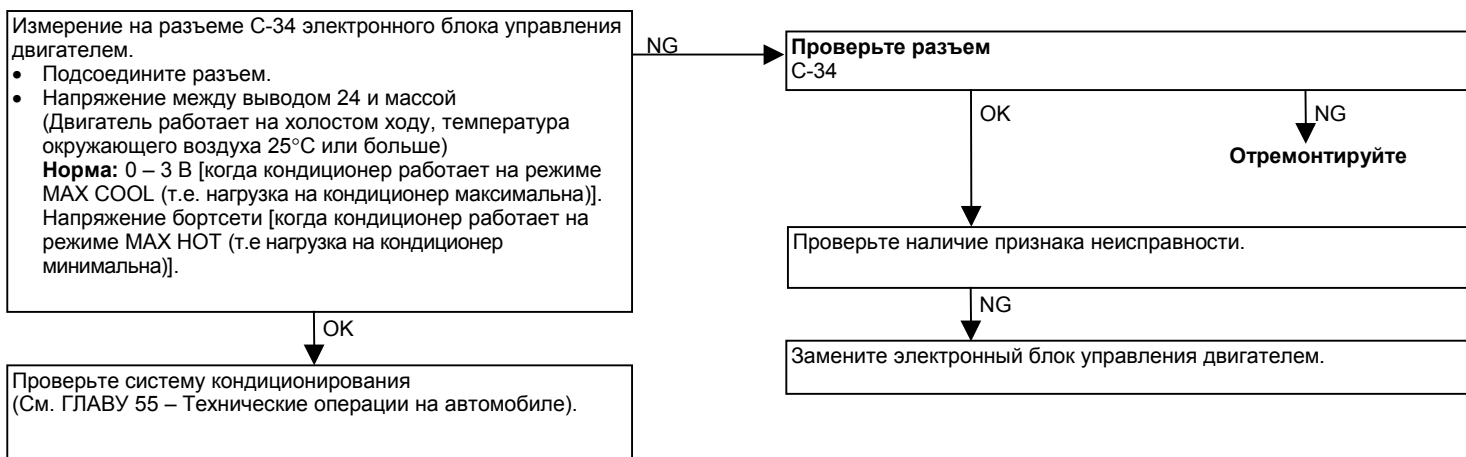 Измерение на разъеме С-34 электронного блока управления
двигателем.
• Подсоедините разъем.
• Напряжение между выводом 24 и массой
(Двигатель работает на холостом ходу, температура
окружающего воздуха 25°С или больше)
Норма: 0 – 3 В [когда кондиционер работает на режиме
MAX COOL (т.е. нагрузка на кондиционер максимальна)].
Напряжение бортсети [когда кондиционер работает на
режиме MAX HOT (т.е нагрузка на кондиционер
минимальна)].
NG
Проверьте разъем
С-34
OK
NG
Отремонтируйте
Проверьте наличие признака неисправности.
NG
Замените электронный блок управления двигателем.
OK
Проверьте систему кондиционирования
(См. ГЛАВУ 55 – Технические операции на автомобиле).